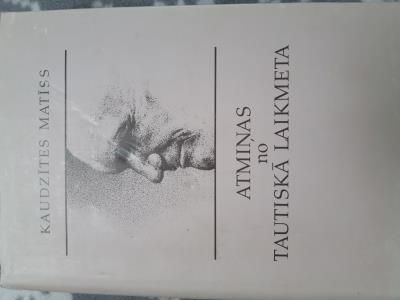 KAUDZĪTES MATĪSS
ATMIŅAS
no
TAUTISKĀ LAIKMETA